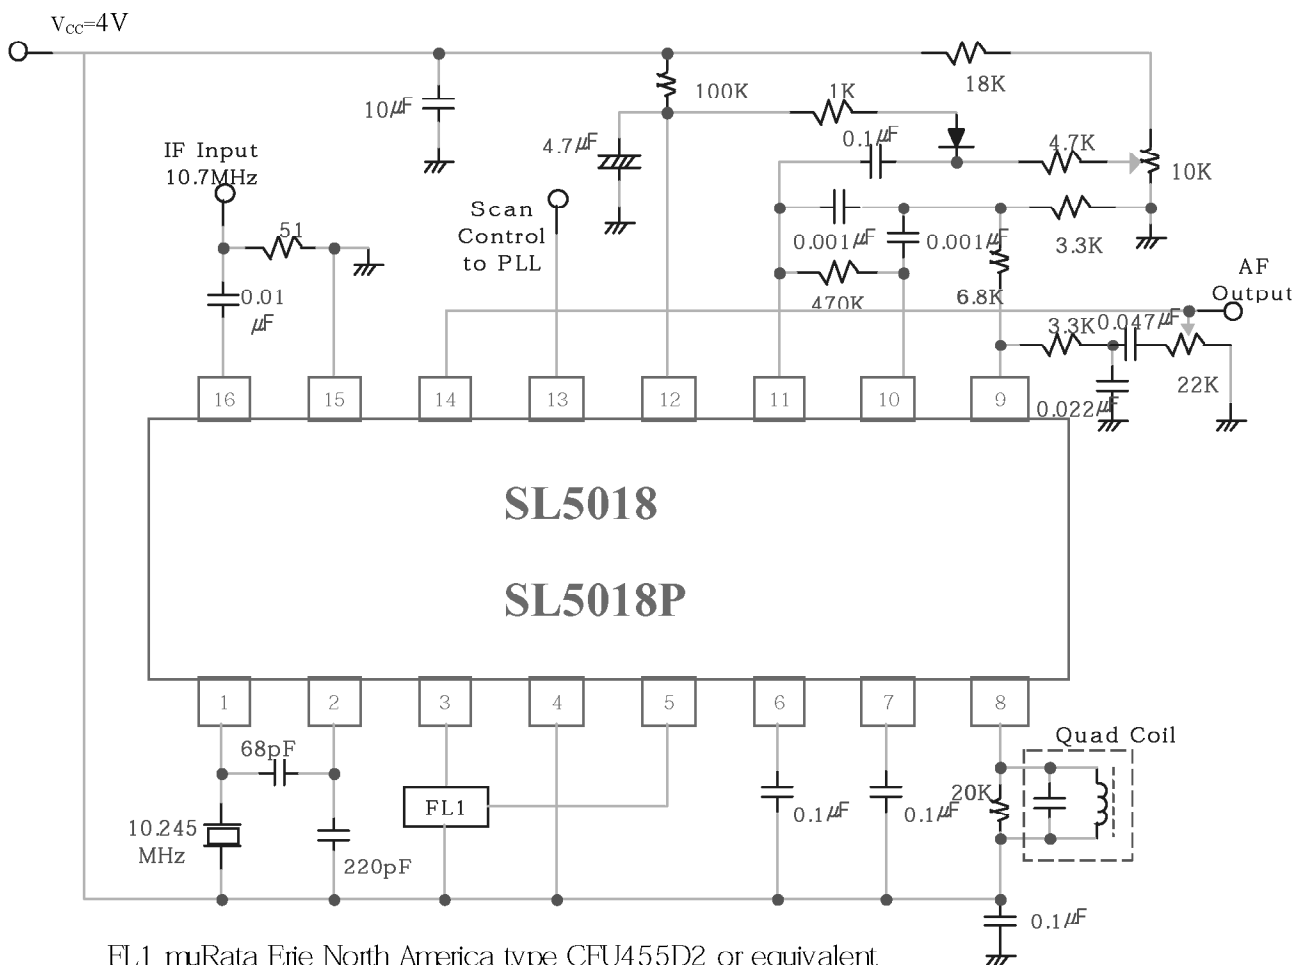 VCC=4V
10μF
100K
1K
18K
0.1μF
4.7μF
4.7K
10K
IF Input
10.7MHz
51
Scan
Control
to PLL
0.001μF
0.001μF
3.3K
0.01
μF
470K
6.8K
AF
Output
3.3K
0.047μF
22K
0.022μF
16
15
14
13
12
11
10
9
SL5018
SL5018P
1
2
3
4
5
6
7
8
68pF
FL1
Quad Coil
20K
10.245
MHz
220pF
0.1μF
0.1μF
0.1μF
FL1 muRata Erie North America type CFU455D2 or equivalent